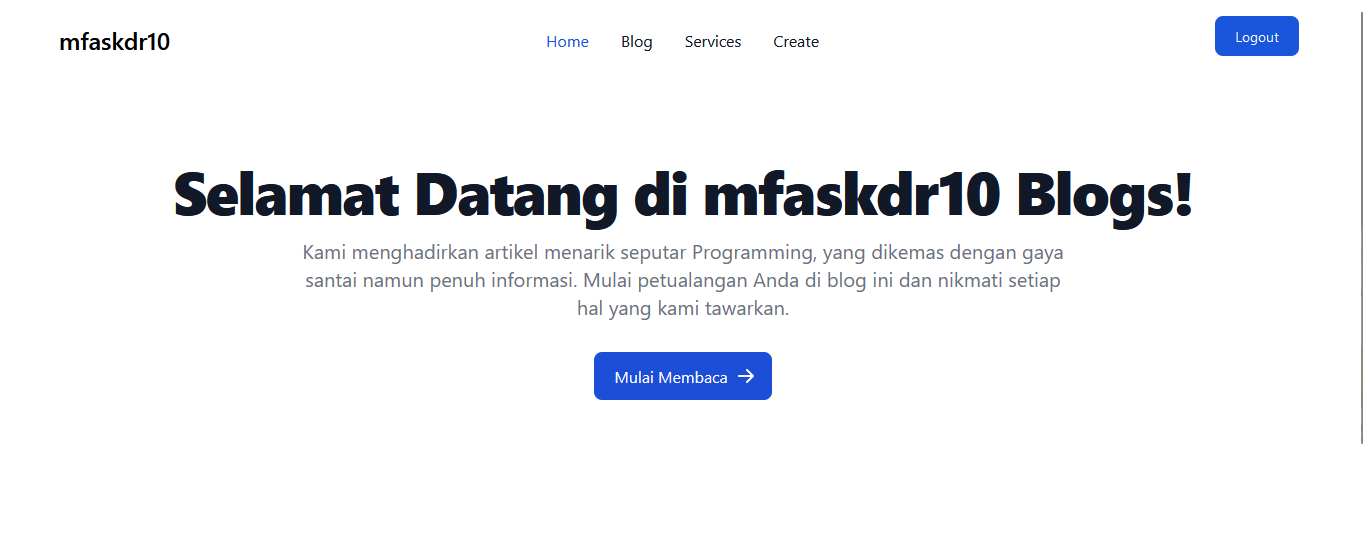 mfaskdr10
Home
Blog
Services
Create
Logout
Selamat Datang di mfaskdr10 Blogs!
Kami menghadirkan artikel menarik seputar Programming, yang dikemas dengan gaya
santai namun penuh informasi. Mulai petualangan Anda di blog ini dan nikmati setiap
hal yang kami tawarkan.
Mulai Membaca